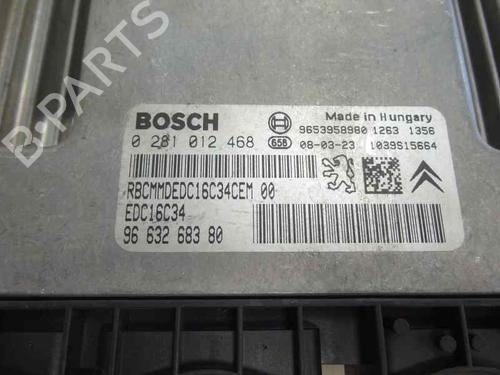 B-PARTS
BOSCH
Made in Hungary
9653958980 1263 1356
0 281 012 468
658
08-03-23 1039S15664
RBCMMDEDC16C34CEM 00
EDC16C34
96 632 683 80